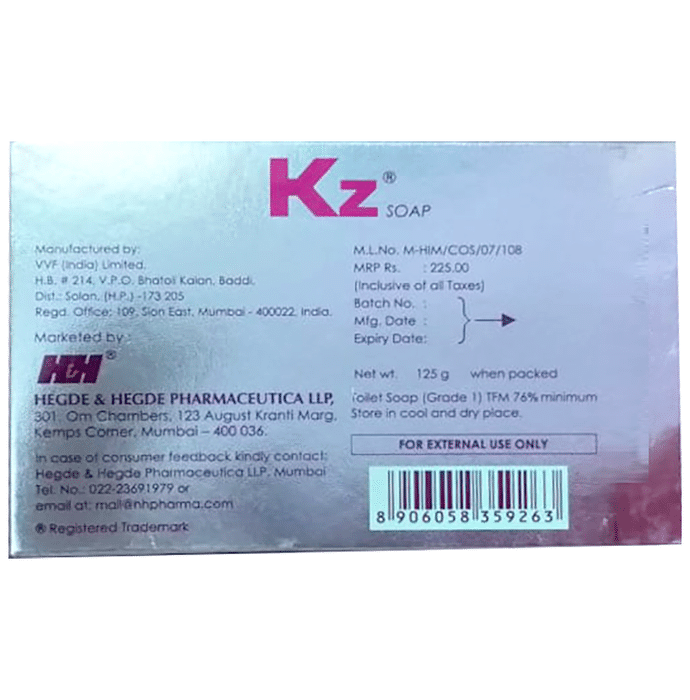 Kz®
SOAP
Manufactured by:
VVF (India) Limited.
H.B. # 214, V.P.O. Bhatoli Kalan, Baddi,
Dist.: Solan, (H.P.) -173 205
Regd. Office: 109, Sion East, Mumbai - 400022, India.
Marketed by :
H&H®
HEGDE & HEGDE PHARMACEUTICA LLP,
301, Om Chambers, 123 August Kranti Marg,
Kemps Corner, Mumbai – 400 036.
In case of consumer feedback kindly contact:
Hegde & Hegde Pharmaceutica LLP, Mumbai
Tel. No.: 022-23691979 or
email at: mail@hhpharma.com
® Registered Trademark
M.L.No. M-HIM/COS/07/108
MRP Rs. : 225.00
(Inclusive of all Taxes)
Batch No. :
Mfg. Date :
Expiry Date:
Net wt. 125 g when packed
Toilet Soap (Grade 1) TFM 76% minimum
Store in cool and dry place.
FOR EXTERNAL USE ONLY
8 906058 359263